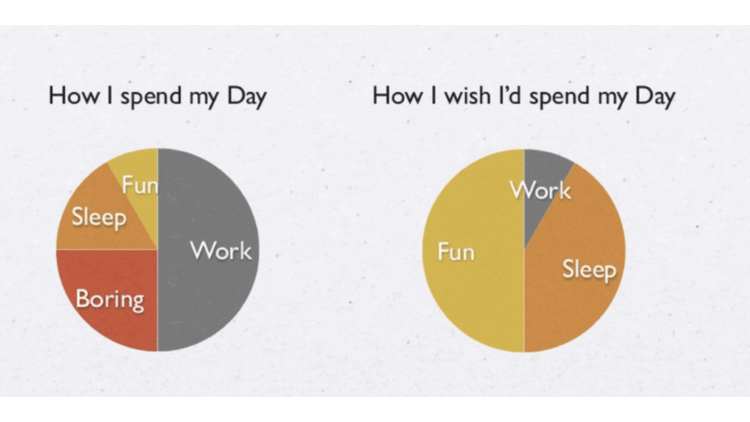 How I spend my Day
Fun
Sleep
Work
Boring
How I wish I'd spend my Day
Work
Fun
Sleep